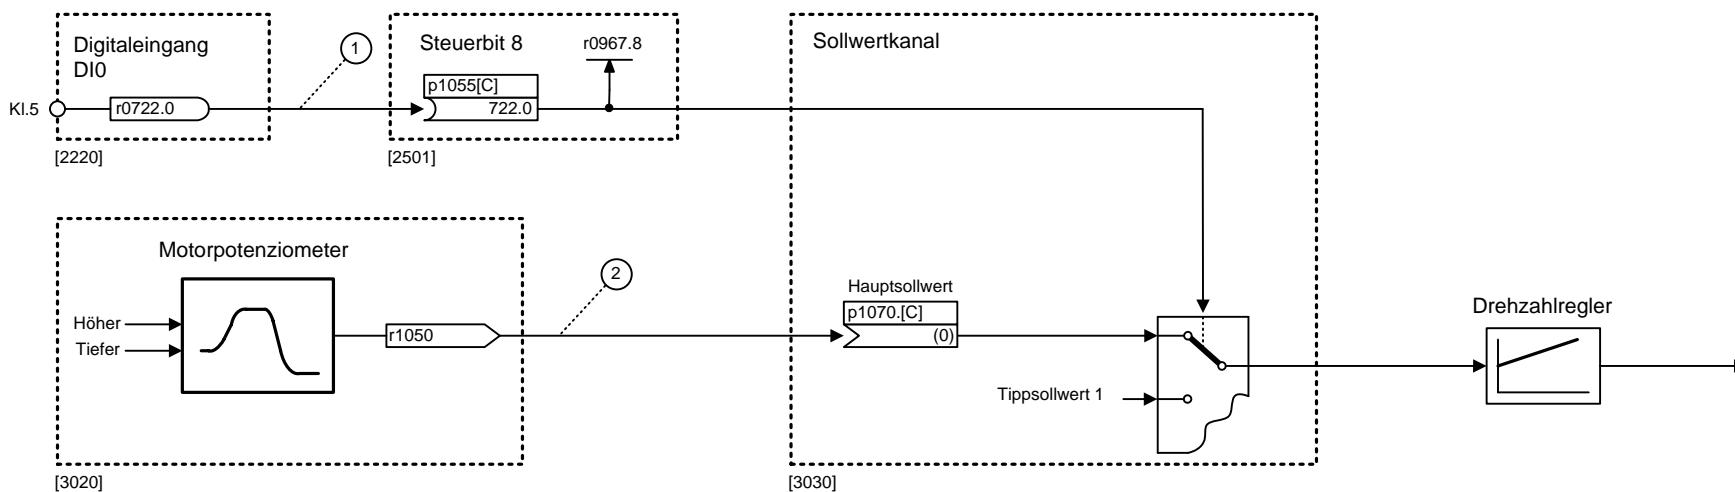 Digitaleingang
DI0
Kl.5
r0722.0
[2220]
1
Steuerbit 8
r0967.8
p1055[C]
722.0
[2501]
Sollwertkanal
Motorpotenziometer
Höher
Tiefer
r1050
[3020]
2
Hauptsollwert
p1070.[C]
(0)
Tippsollwert 1
[3030]
Drehzahlregler